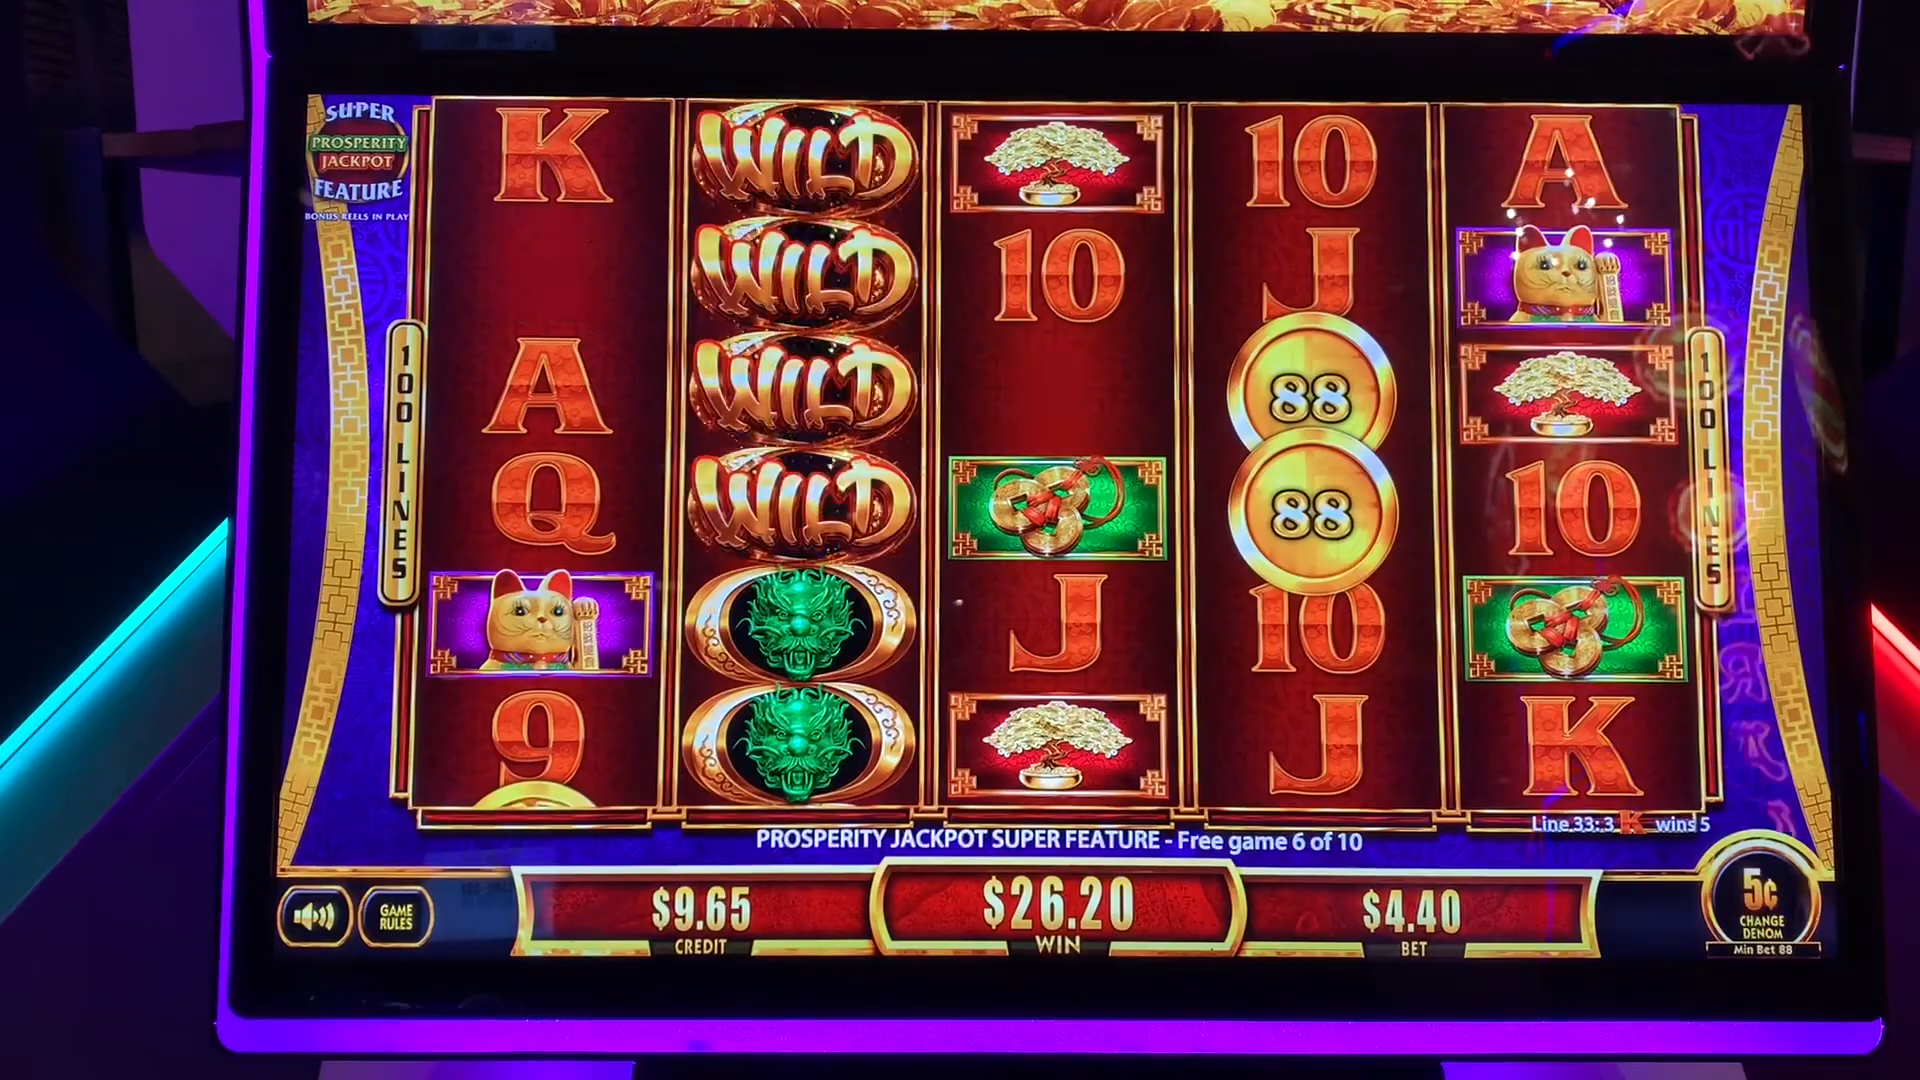 SUPER
PROSPERITY
JACKPOT
FEATURE
BONUS REELS IN PLAY
100 LINES
100 LINES
K WILD 10 A
WILD 10 J
A WILD 88
Q WILD 88 10
J 10
9 J K
Line 33: 3 K wins 5
PROSPERITY JACKPOT SUPER FEATURE - Free game 6 of 10
GAME
RULES
$9.65
CREDIT
$26.20
WIN
$4.40
BET
5¢
CHANGE
DENOM
Min Bet 88